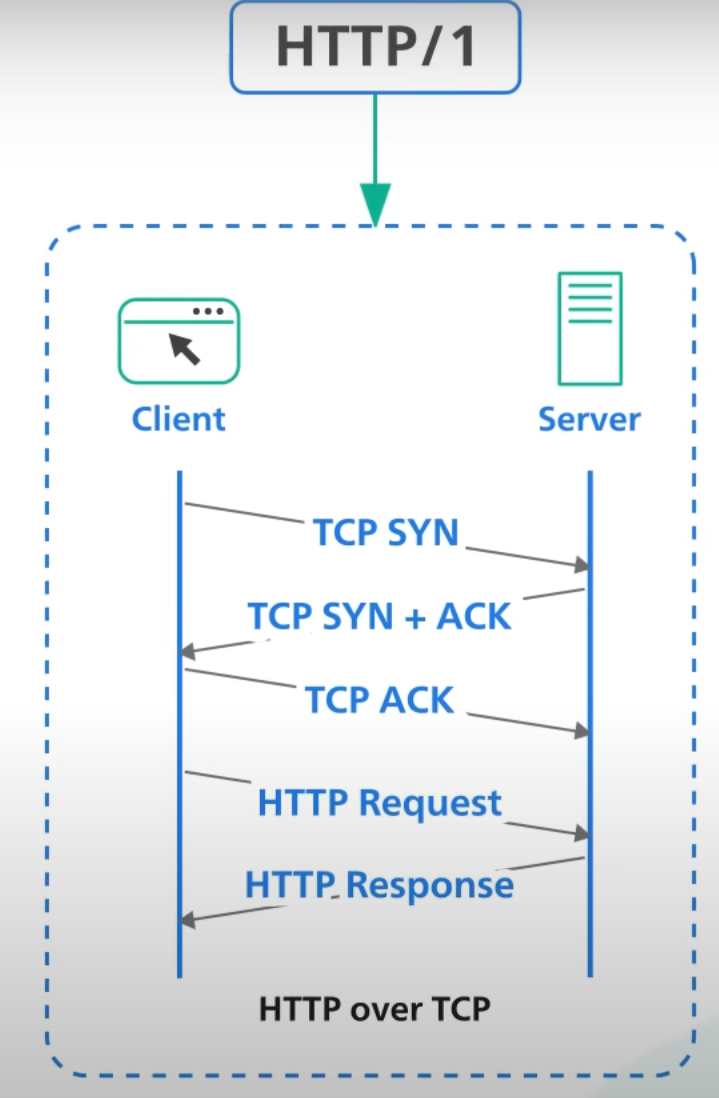 HTTP/1
Client
Server
TCP SYN
TCP SYN + ACK
TCP ACK
HTTP Request
HTTP Response
HTTP over TCP